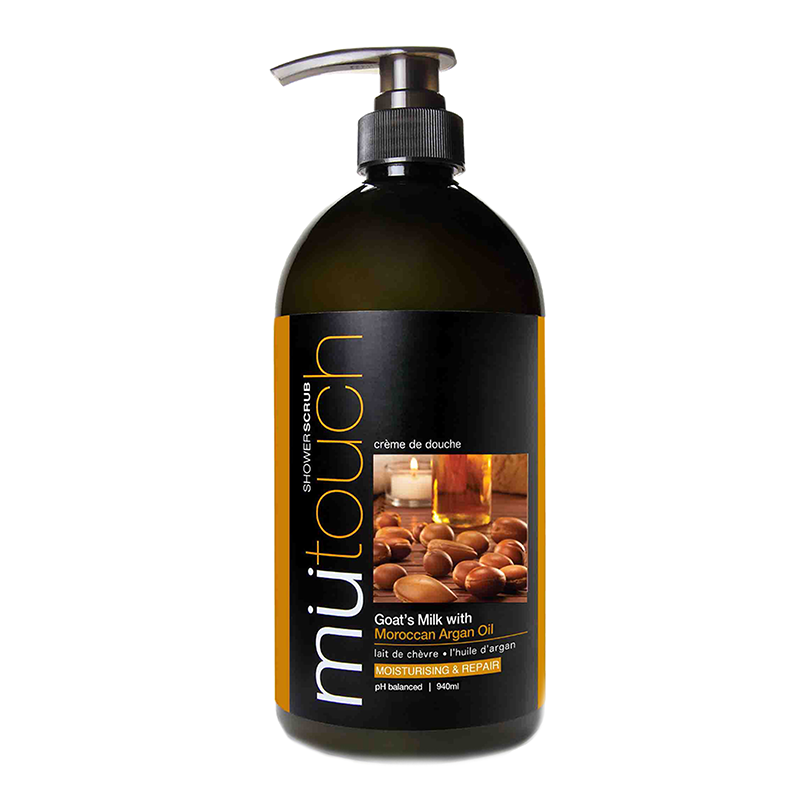 mütouch
SHOWERSCRUB
crème de douche
Goat's Milk with
Moroccan Argan Oil
lait de chèvre • l'huile d'argan
MOISTURISING & REPAIR
pH balanced | 940ml